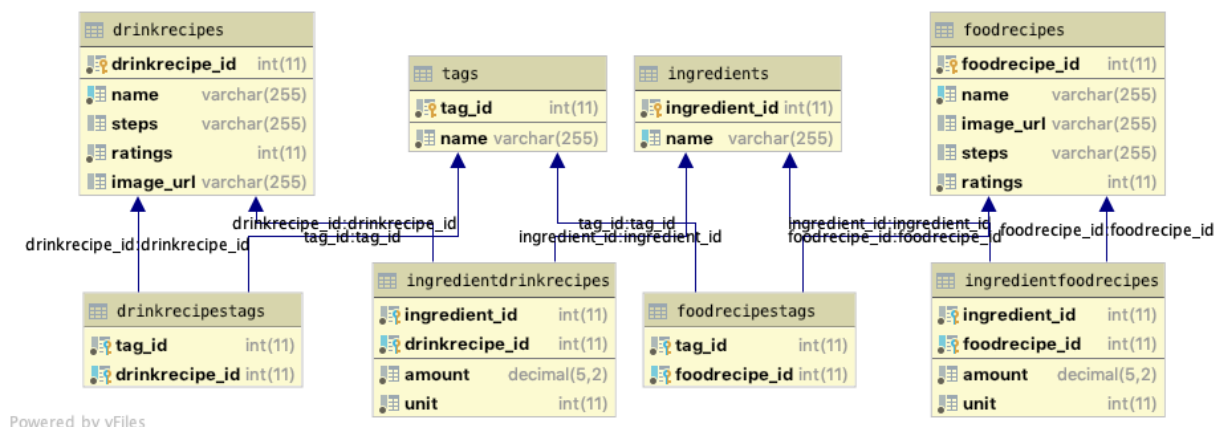 drinkrecipes
drinkrecipe_id int(11)
name varchar(255)
steps varchar(255)
ratings int(11)
image_url varchar(255)
tags
tag_id int(11)
name varchar(255)
ingredients
ingredient_id int(11)
name varchar(255)
foodrecipes
foodrecipe_id int(11)
name varchar(255)
image_url varchar(255)
steps varchar(255)
ratings int(11)
drinkrecipe_id:drinkrecipe_id
drinkrecipe_id:drinkrecipe_id
tag_id:tag_id
tag_id:tag_id
ingredient_id:ingredient_id
ingredient_id:ingredient_id
foodrecipe_id:foodrecipe_id
foodrecipe_id:foodrecipe_id
drinkrecipestags
tag_id int(11)
drinkrecipe_id int(11)
ingredientdrinkrecipes
ingredient_id int(11)
drinkrecipe_id int(11)
amount decimal(5,2)
unit int(11)
foodrecipestags
tag_id int(11)
foodrecipe_id int(11)
ingredientfoodrecipes
ingredient_id int(11)
foodrecipe_id int(11)
amount decimal(5,2)
unit int(11)
Powered by yFiles